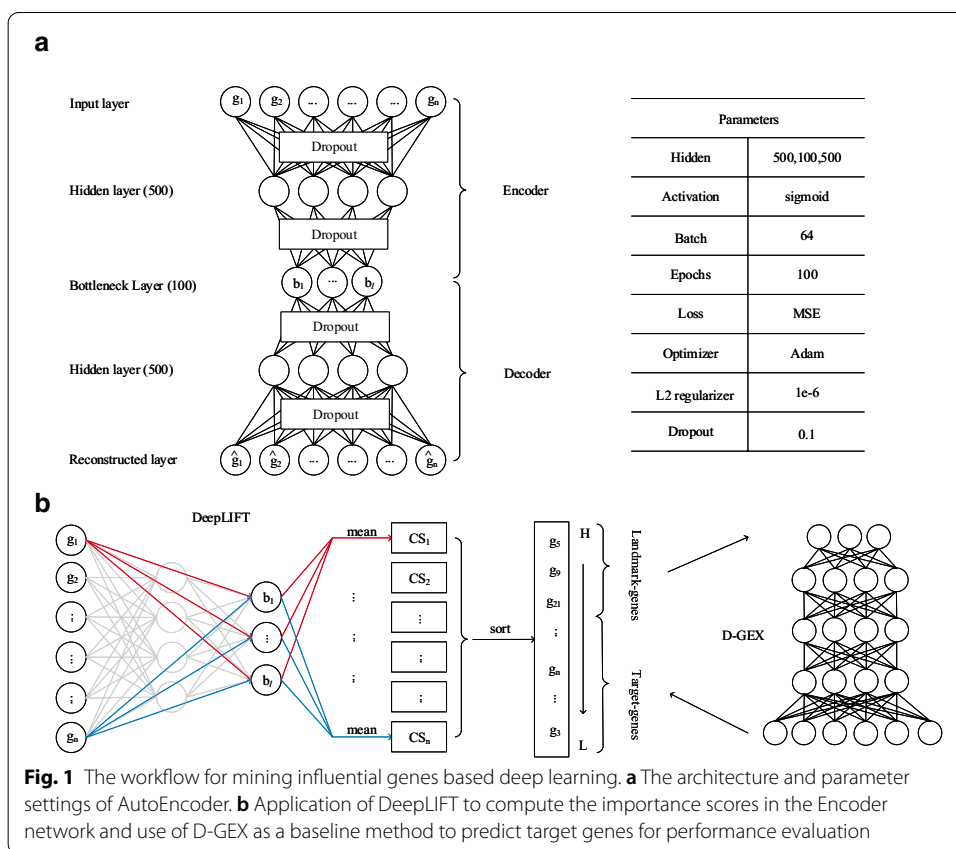 a
Input layer
g1 g2 ... ... ... gn
Dropout
Hidden layer (500)
Encoder
Dropout
Bottleneck Layer (100)
b1 ... bl
Dropout
Hidden layer (500)
Decoder
Dropout
Reconstructed layer
ĝ1 ĝ2 ... ... ... ĝn
Parameters
Hidden 500,100,500
Activation sigmoid
Batch 64
Epochs 100
Loss MSE
Optimizer Adam
L2 regularizer 1e-6
Dropout 0.1
b
DeepLIFT
g1
g2
gn
b1
bl
mean
mean
CS1
CS2
CSn
sort
g5
g9
g21
gn
g3
H
L
Landmark-genes
Target-genes
D-GEX
Fig. 1 The workflow for mining influential genes based deep learning. a The architecture and parameter
settings of AutoEncoder. b Application of DeepLIFT to compute the importance scores in the Encoder
network and use of D-GEX as a baseline method to predict target genes for performance evaluation